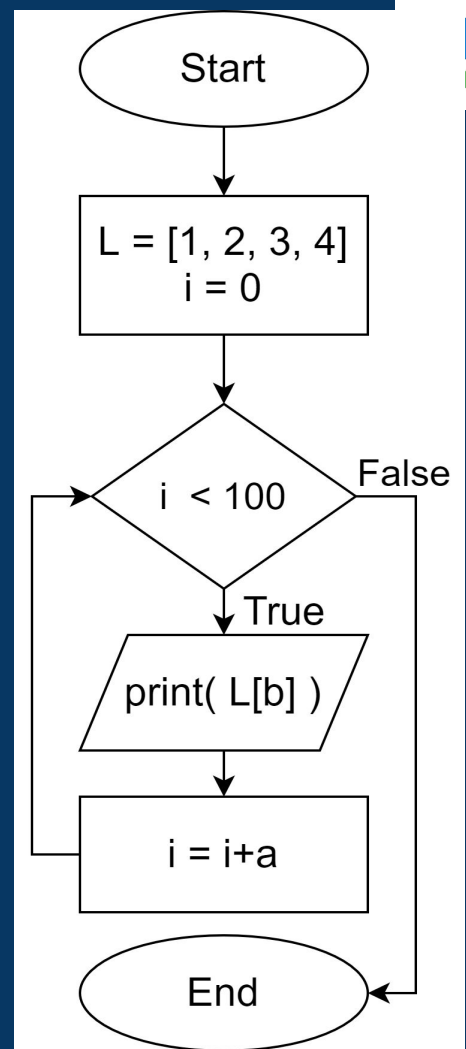 Start
L = [1, 2, 3, 4]
i = 0
i < 100
False
True
print( L[b] )
i = i+a
End